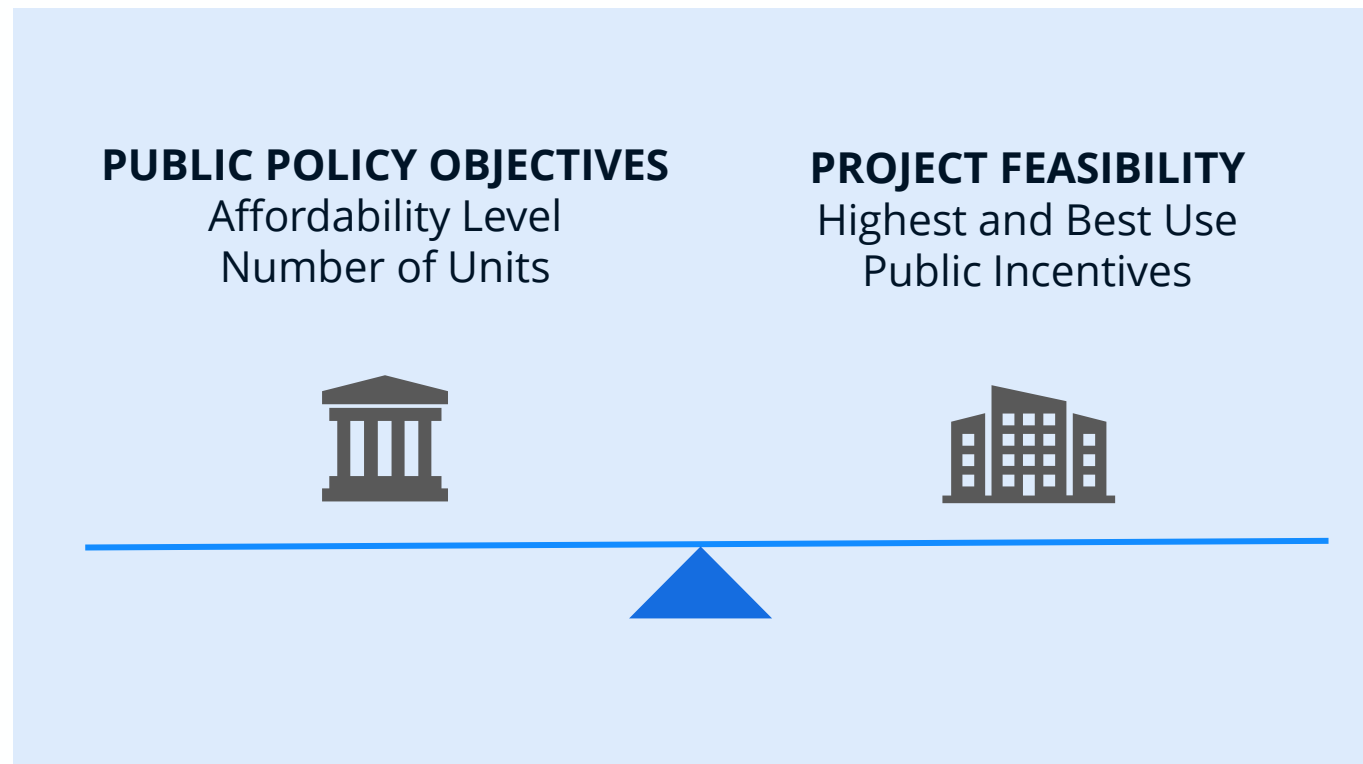 PUBLIC POLICY OBJECTIVES
Affordability Level
Number of Units
PROJECT FEASIBILITY
Highest and Best Use
Public Incentives